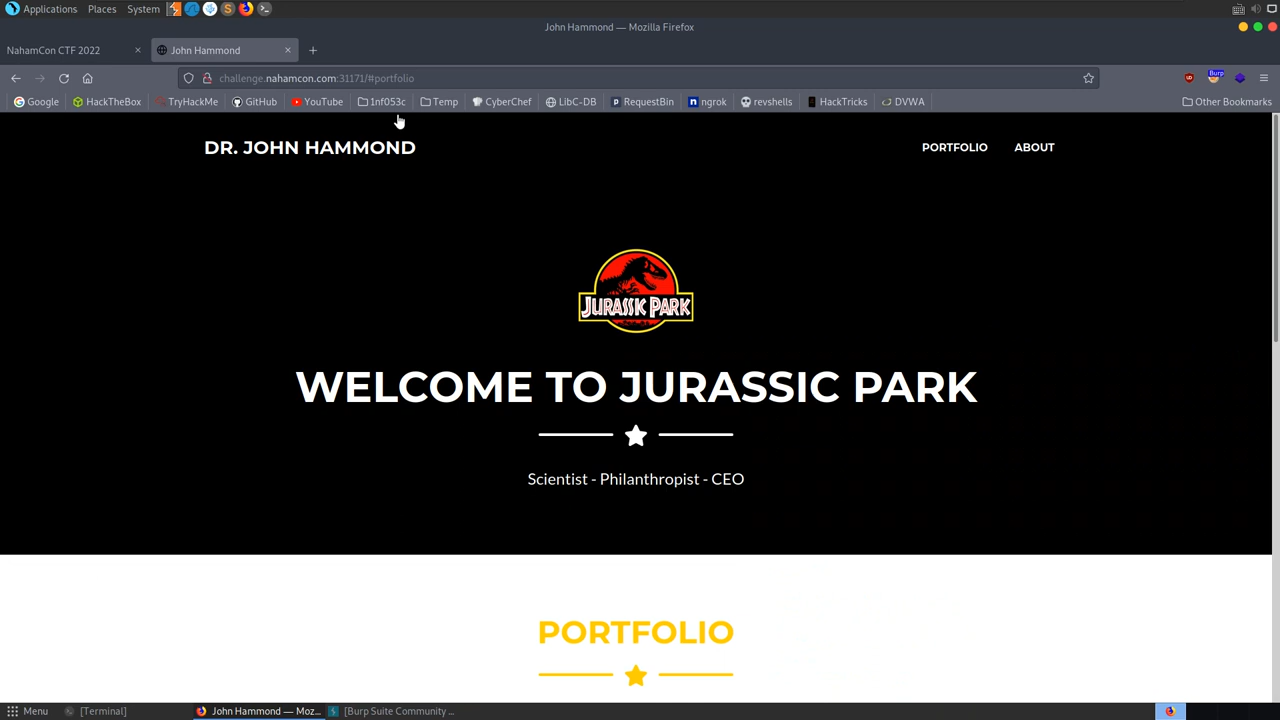 Applications Places System
John Hammond — Mozilla Firefox
NahamCon CTF 2022 × John Hammond × +
challenge.nahamcon.com:31171/#portfolio
Burp
Google HackTheBox TryHackMe GitHub YouTube 1nf053c Temp CyberChef LibC-DB RequestBin ngrok revshells HackTricks DVWA Other Bookmarks
DR. JOHN HAMMOND PORTFOLIO ABOUT
JURASSIC PARK
WELCOME TO JURASSIC PARK
Scientist - Philanthropist - CEO
PORTFOLIO
Menu [Terminal] John Hammond — Moz... [Burp Suite Community ...